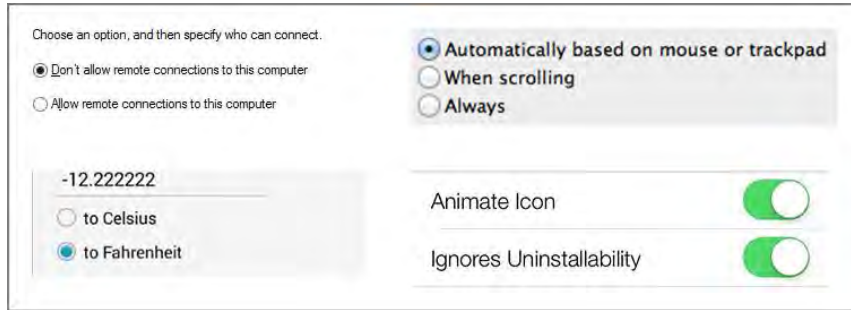 Choose an option, and then specify who can connect.
Don't allow remote connections to this computer
Allow remote connections to this computer
Automatically based on mouse or trackpad
When scrolling
Always
-12.222222
to Celsius
to Fahrenheit
Animate Icon
Ignores Uninstallability